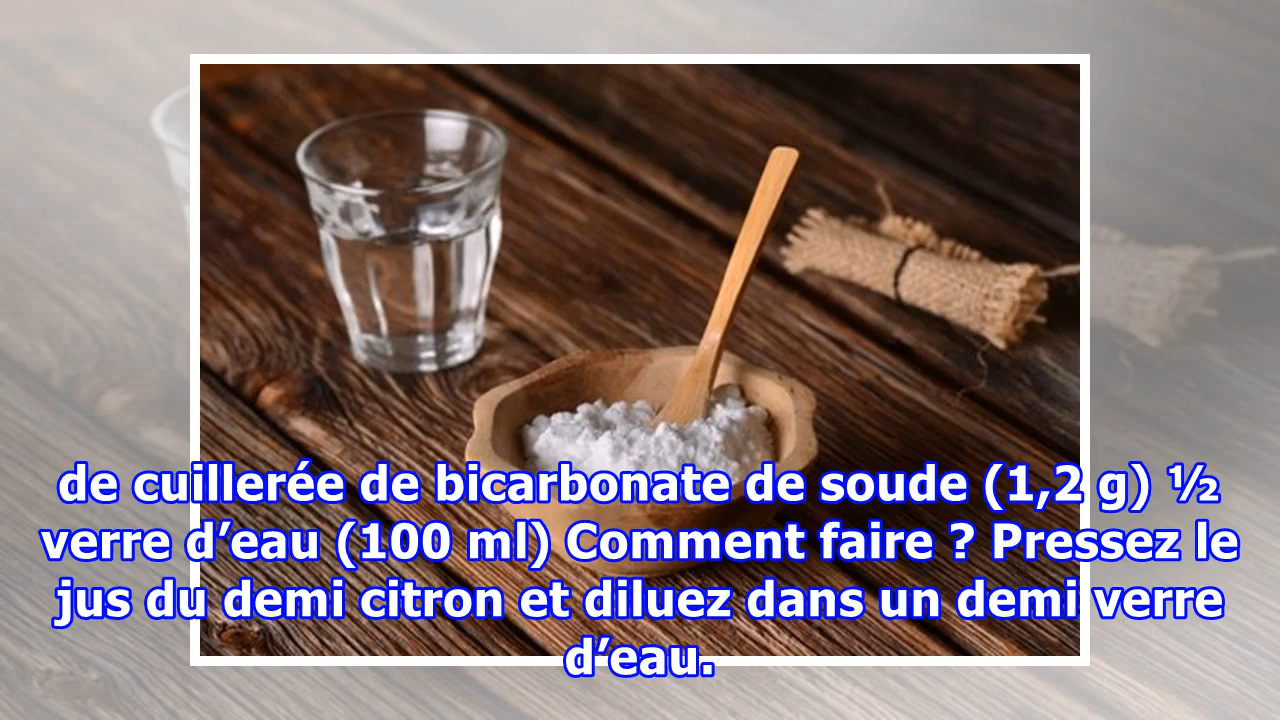 de cuillerée de bicarbonate de soude (1,2 g) ½
verre d’eau (100 ml) Comment faire ? Pressez le
jus du demi citron et diluez dans un demi verre
d’eau.